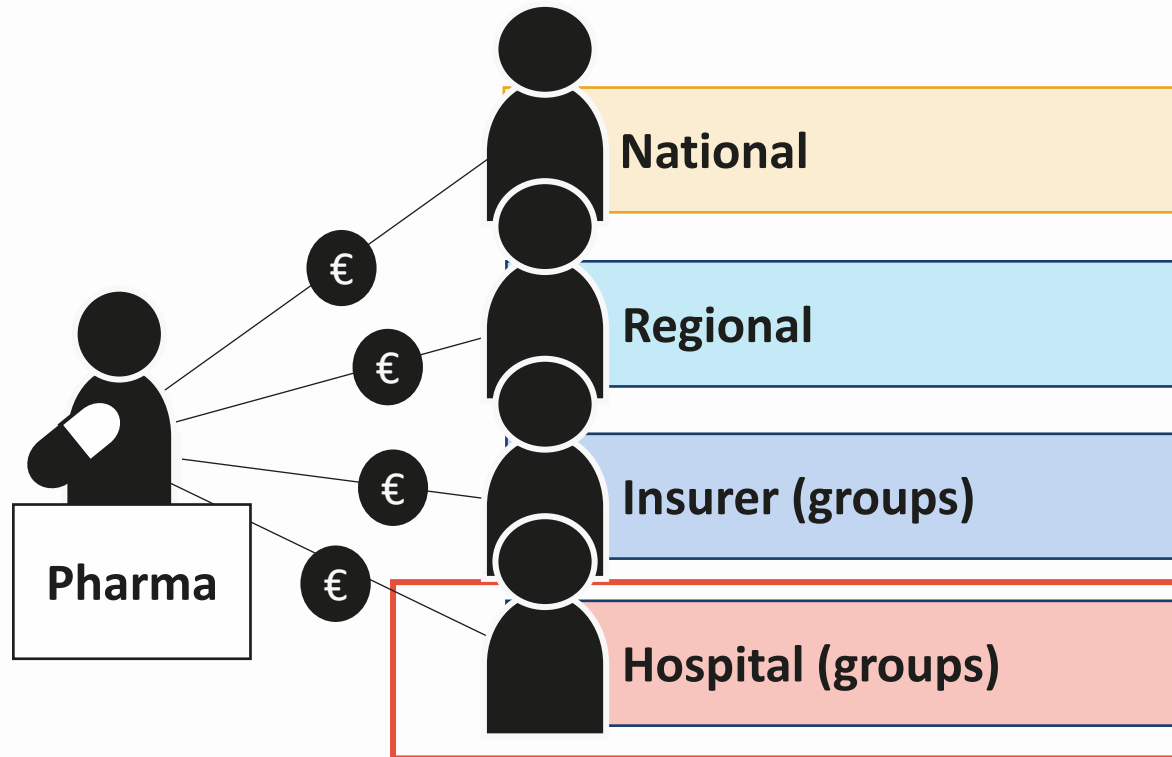 National
€
Regional
€
Insurer (groups)
€
Pharma
€
Hospital (groups)